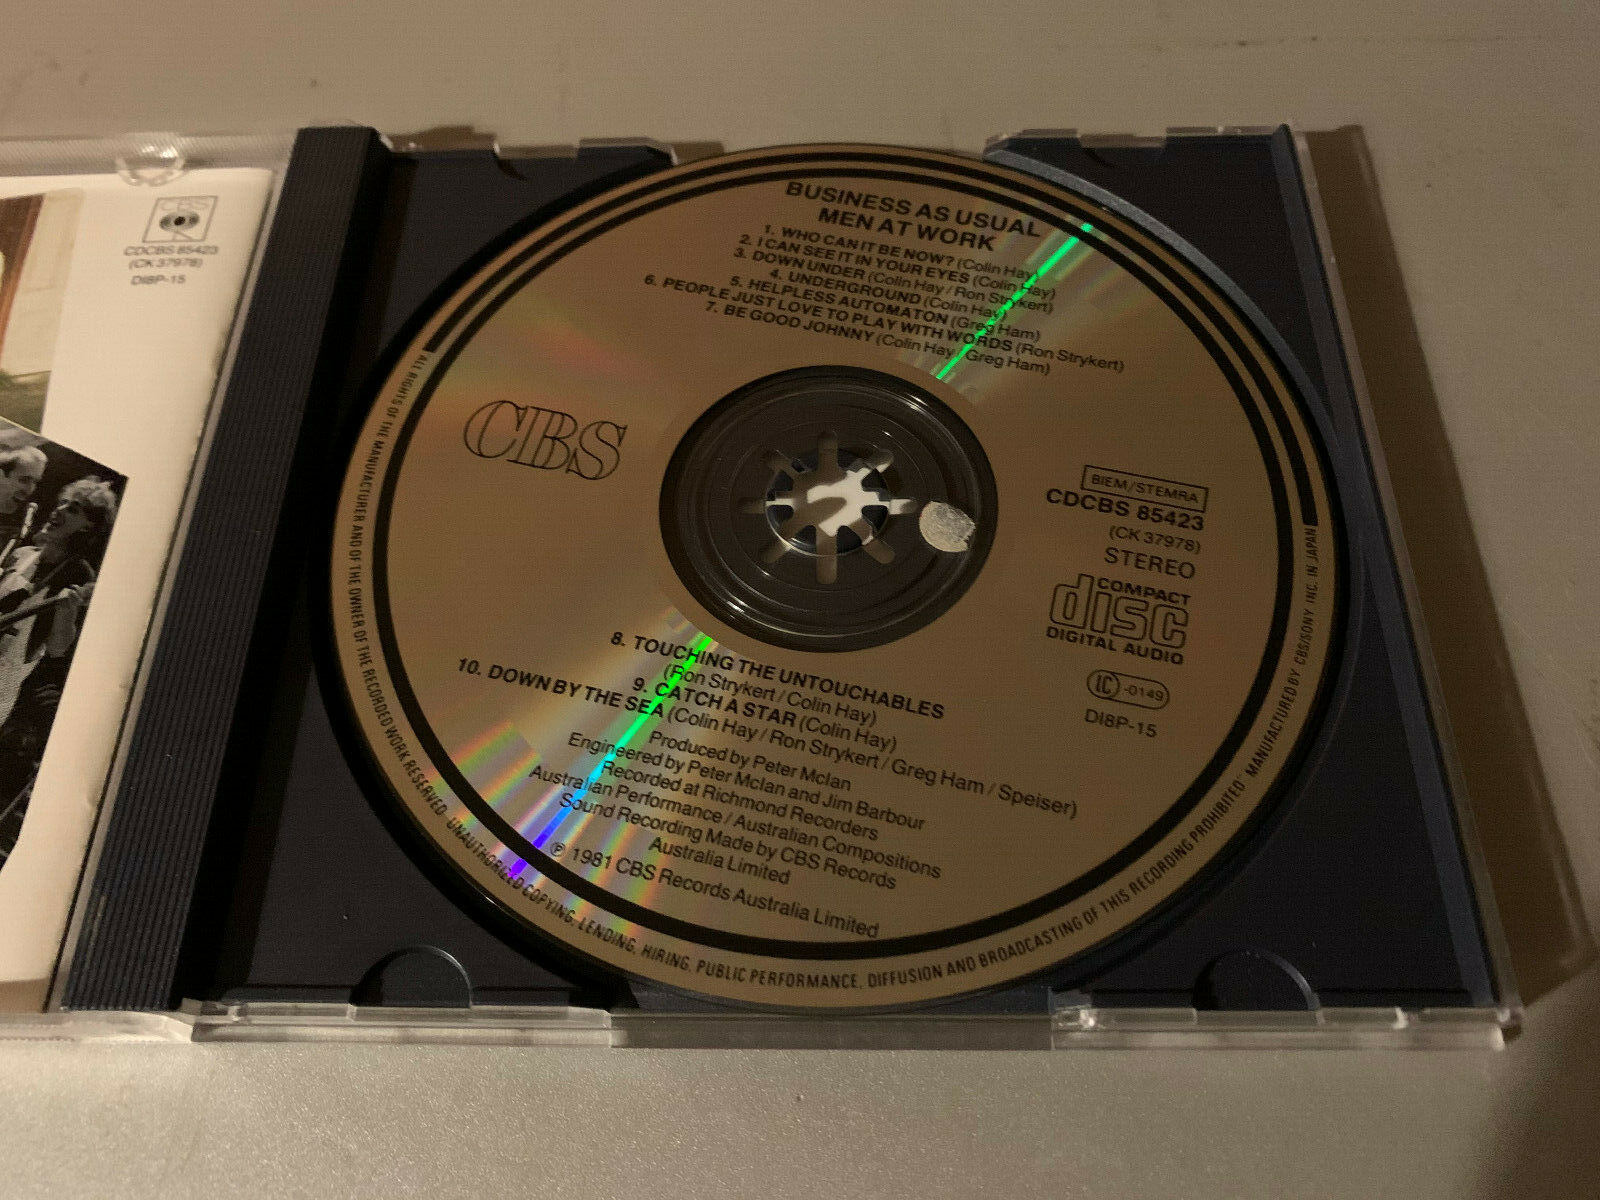 CBS
CDCBS 85423
(CK 37978)
DI8P-15
BUSINESS AS USUAL
MEN AT WORK
1. WHO CAN IT BE NOW? (Colin Hay)
2. I CAN SEE IT IN YOUR EYES (Colin Hay)
3. DOWN UNDER (Colin Hay / Ron Strykert)
4. UNDERGROUND (Colin Hay)
5. HELPLESS AUTOMATON (Greg Ham)
6. PEOPLE JUST LOVE TO PLAY WITH WORDS (Ron Strykert)
7. BE GOOD JOHNNY (Colin Hay / Greg Ham)
CBS
BIEM/STEMRA
CDCBS 85423
(CK 37978)
STEREO
COMPACT
disc
DIGITAL AUDIO
IC -0149
DI8P-15
8. TOUCHING THE UNTOUCHABLES
(Ron Strykert / Colin Hay)
9. CATCH A STAR (Colin Hay)
10. DOWN BY THE SEA (Colin Hay / Ron Strykert / Greg Ham / Speiser)
Produced by Peter McIan
Engineered by Peter McIan and Jim Barbour
Recorded at Richmond Recorders
Australian Performance / Australian Compositions
Sound Recording Made by CBS Records
Australia Limited
℗ 1981 CBS Records Australia Limited
ALL RIGHTS OF THE MANUFACTURER AND OF THE OWNER OF THE RECORDED WORK RESERVED. UNAUTHORIZED COPYING, LENDING, HIRING, PUBLIC PERFORMANCE, DIFFUSION AND BROADCASTING OF THIS RECORDING PROHIBITED MANUFACTURED BY CBS/SONY INC. IN JAPAN